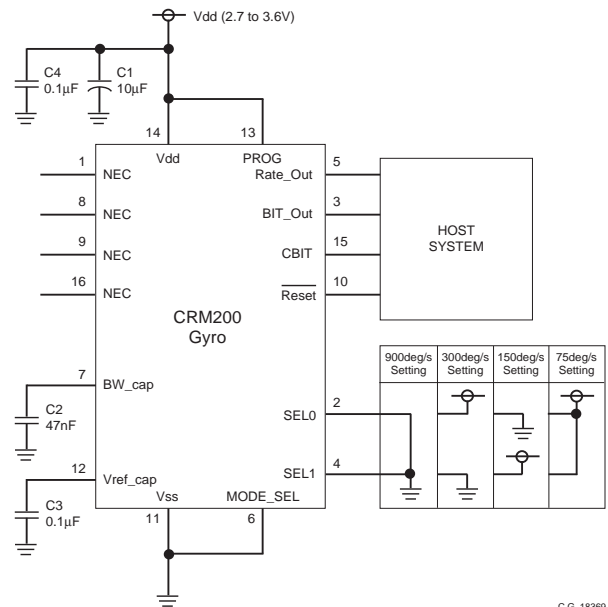 Vdd (2.7 to 3.6V)
C4
0.1µF
C1
10µF
14
13
Vdd
PROG
1
NEC
8
NEC
9
NEC
16
NEC
5
Rate_Out
3
BIT_Out
15
CBIT
10
Reset
HOST
SYSTEM
CRM200
Gyro
900deg/s
Setting
300deg/s
Setting
150deg/s
Setting
75deg/s
Setting
7
BW_cap
C2
47nF
2
SEL0
4
SEL1
12
Vref_cap
C3
0.1µF
Vss
MODE_SEL
11
6
C.G. 18369